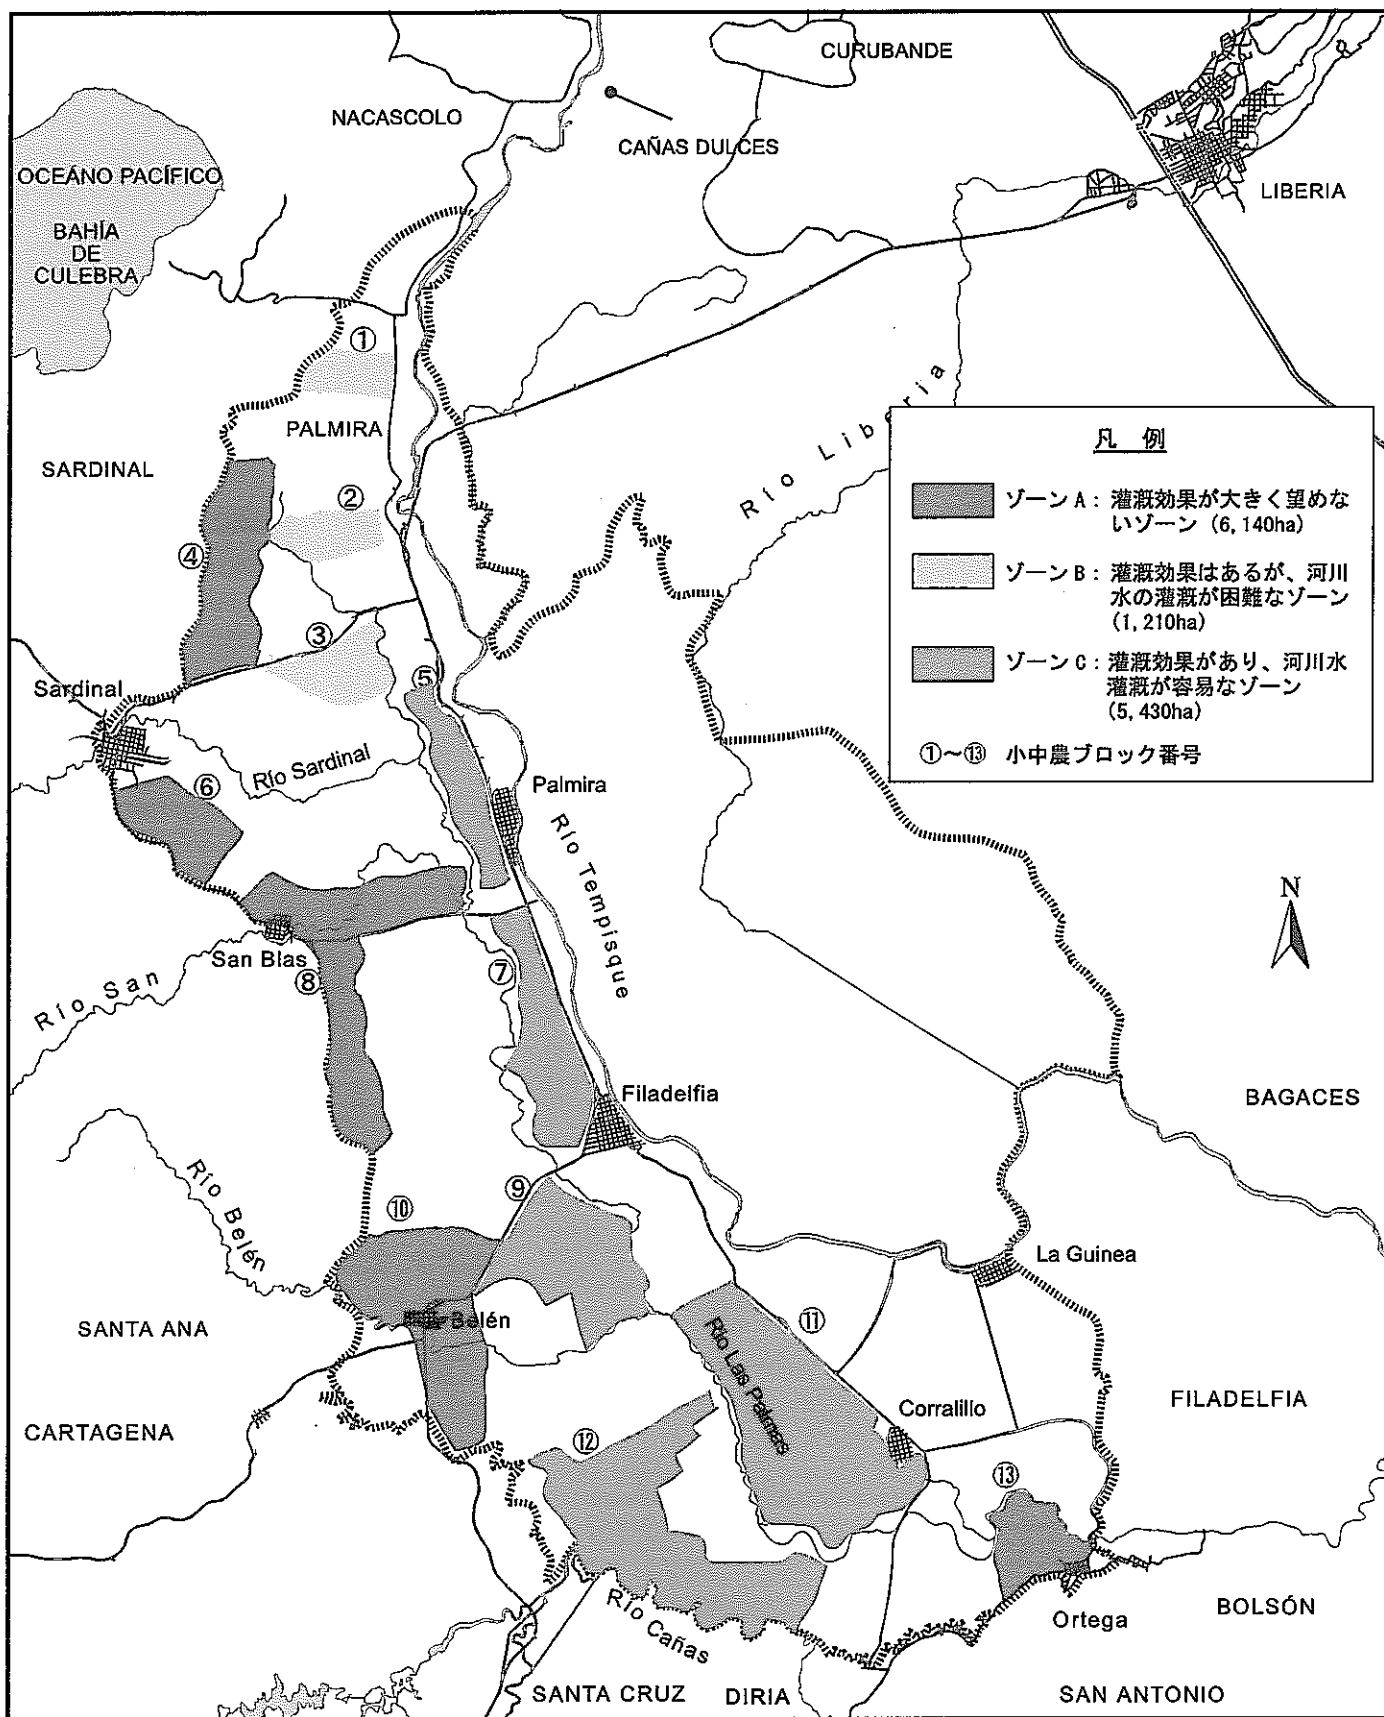 CURUBANDE
NACASCOLO
CAÑAS DULCES
OCEÁNO PACÍFICO
LIBERIA
BAHÍA
DE
CULEBRA
①
PALMIRA
Río Liberia
SARDINAL
②
④
③
Sardinal
⑤
凡 例
ゾーンA： 灌漑効果が大きく望めな
いゾーン (6,140ha)
ゾーンB： 灌漑効果はあるが、河川
水の灌漑が困難なゾーン
(1,210ha)
ゾーンC： 灌漑効果があり、河川水
灌漑が容易なゾーン
(5,430ha)
①～⑬ 小中農ブロック番号
Río Sardinal
⑥
Palmira
Río Tempisque
N
San Blas
⑦
Río San
⑧
Filadelfia
BAGACES
Río Belén
⑨
⑩
La Guinea
SANTA ANA
Belén
⑪
Río Las Palmas
FILADELFIA
Corralillo
CARTAGENA
⑫
⑬
Río Cañas
Ortega
BOLSÓN
SANTA CRUZ
DIRIA
SAN ANTONIO